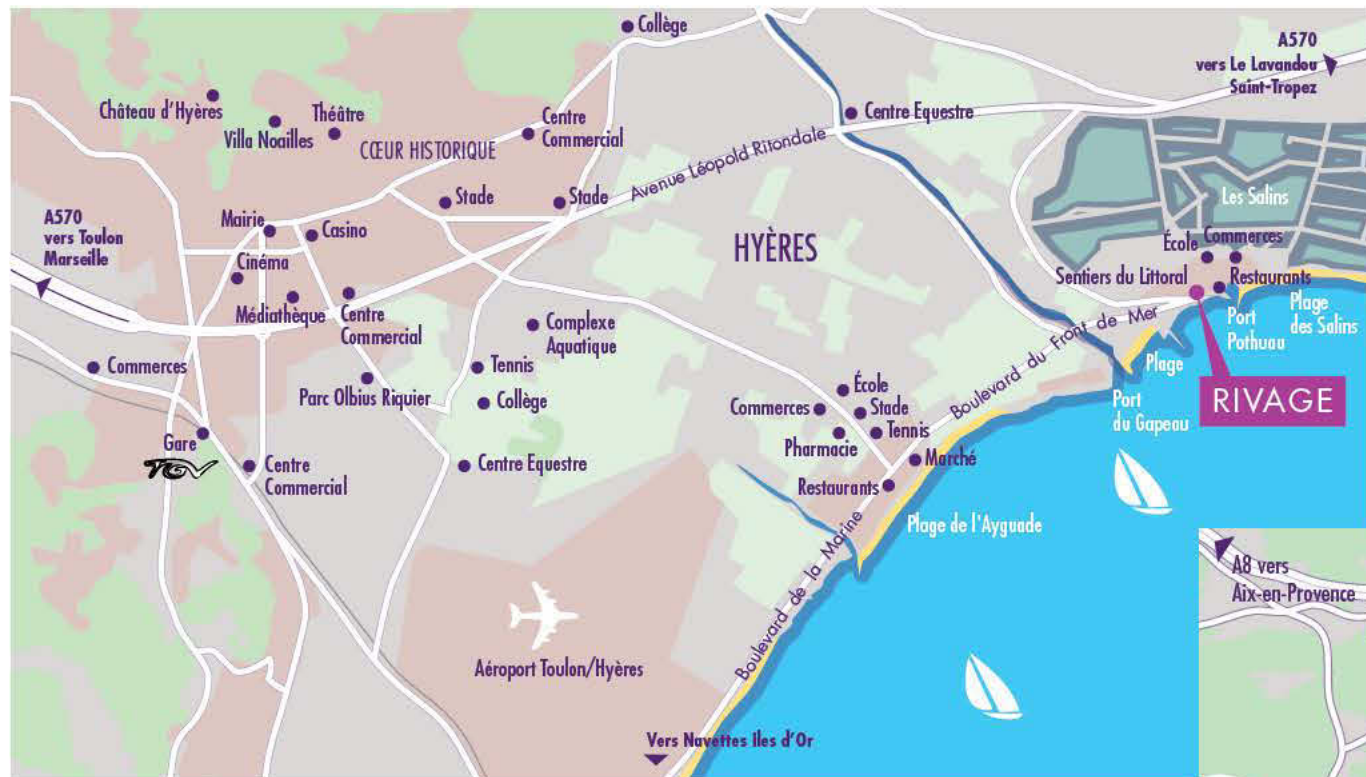 Collège
A570
vers Le Lavandou
Saint-Tropez
Château d'Hyères
Villa Noailles
Théâtre
CŒUR HISTORIQUE
Centre
Commercial
Centre Equestre
Avenue Léopold Ritondale
Stade
Stade
A570
vers Toulon
Marseille
Mairie
Casino
Cinéma
Médiathèque
Centre
Commercial
HYÈRES
Les Salins
École
Commerces
Sentiers du Littoral
Restaurants
Plage
des Salins
Port
Pothuau
Plage
RIVAGE
Port
du Gapeau
Boulevard du Front de Mer
Complexe
Aquatique
Tennis
Collège
Commerces
Parc Olbius Riquier
Gare
TGV
Centre
Commercial
Centre Equestre
École
Commerces
Stade
Pharmacie
Tennis
Marché
Restaurants
Plage de l'Ayguade
Boulevard de la Marine
Aéroport Toulon/Hyères
Vers Navettes Iles d'Or
A8 vers
Aix-en-Provence